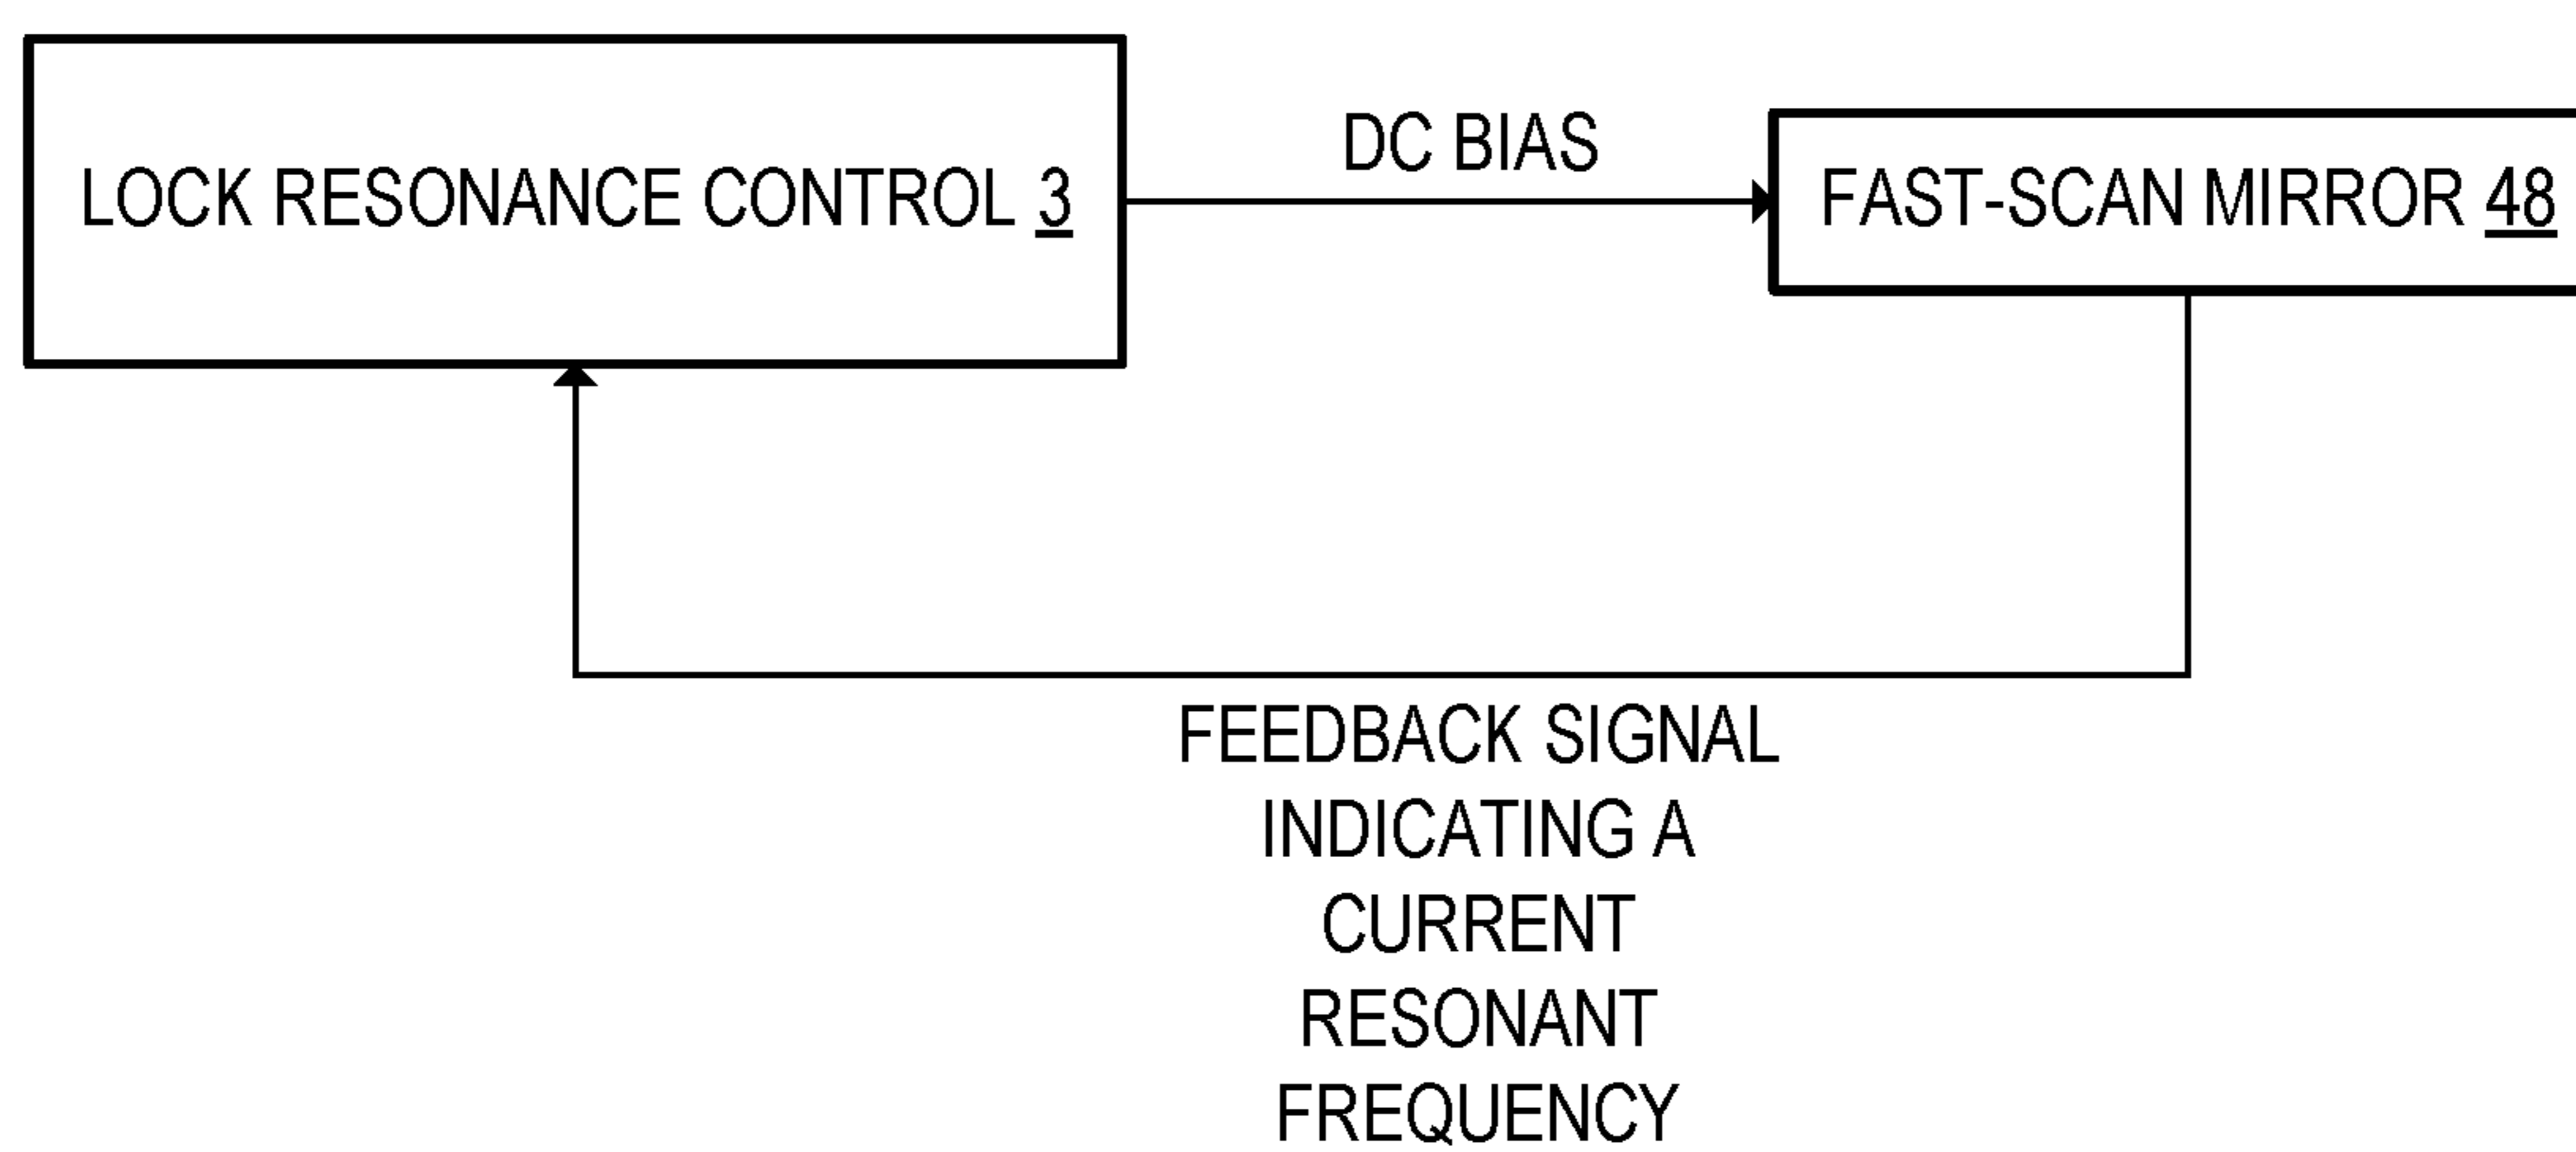 DC BIAS
LOCK RESONANCE CONTROL 3
FAST-SCAN MIRROR 48
FEEDBACK SIGNAL
INDICATING A
CURRENT
RESONANT
FREQUENCY